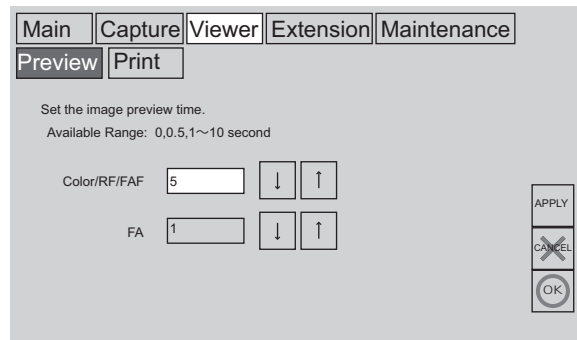 Main Capture Viewer Extension Maintenance
Preview Print
Set the image preview time.
Available Range: 0,0.5,1～10 second
Color/RF/FAF 5 ↓ ↑
FA 1 ↓ ↑
APPLY
CANCEL
OK